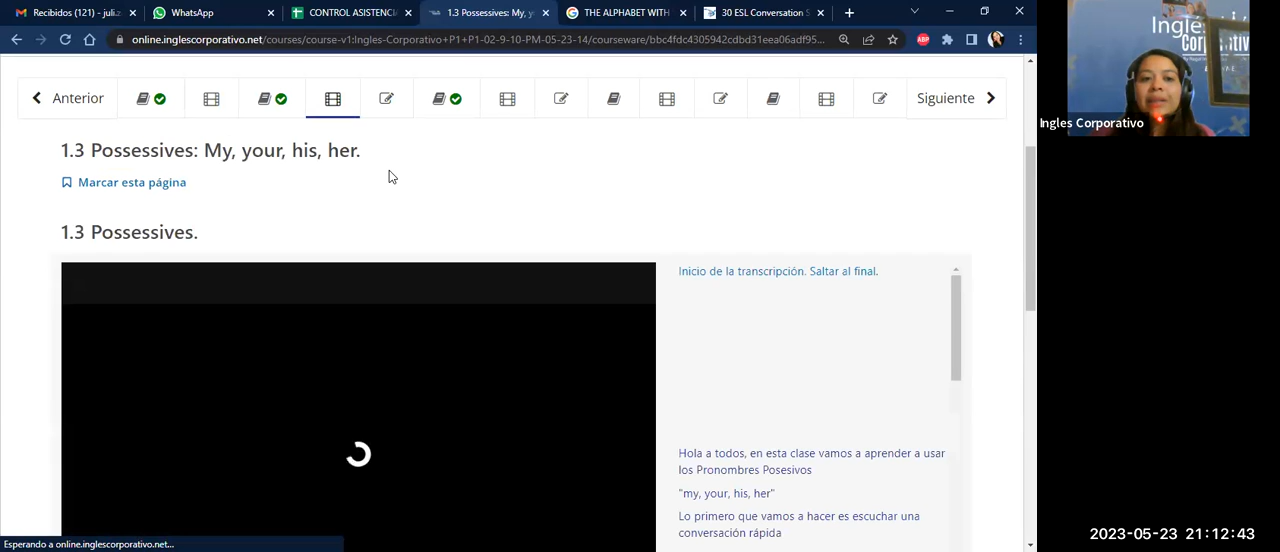 Recibidos (121) - juli.z
WhatsApp
CONTROL ASISTENCI
1.3 Possessives: My, y
THE ALPHABET WITH
30 ESL Conversation S
online.inglescorporativo.net/courses/course-v1:Ingles-Corporativo+P1+P1-02-9-10-PM-05-23-14/courseware/bbc4fdc4305942cdbd31eea06adf95...
ABP
Anterior
Siguiente
1.3 Possessives: My, your, his, her.
Marcar esta página
1.3 Possessives.
Inicio de la transcripción. Saltar al final.
Hola a todos, en esta clase vamos a aprender a usar
los Pronombres Posesivos
"my, your, his, her"
Lo primero que vamos a hacer es escuchar una
conversación rápida
Esperando a online.inglescorporativo.net...
Ingles Corporativo
2023-05-23 21:12:43